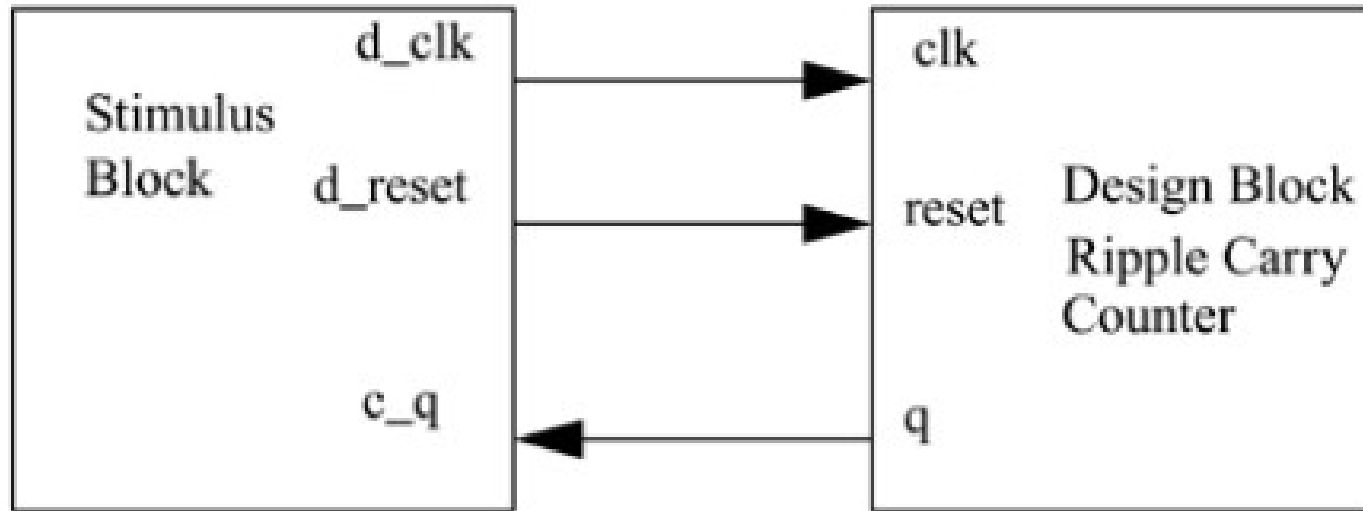 d_clk
Stimulus
Block
d_reset
c_q
clk
reset
Design Block
Ripple Carry
Counter
q